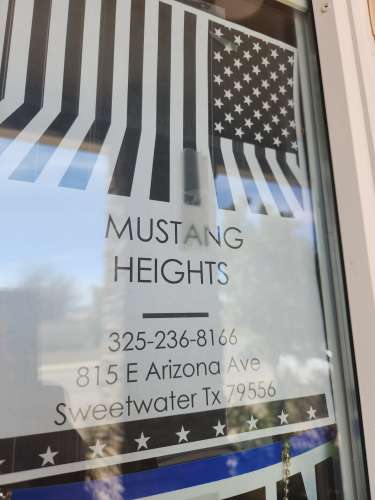 MUSTANG
HEIGHTS
325-236-8166
815 E Arizona Ave
Sweetwater Tx 79556